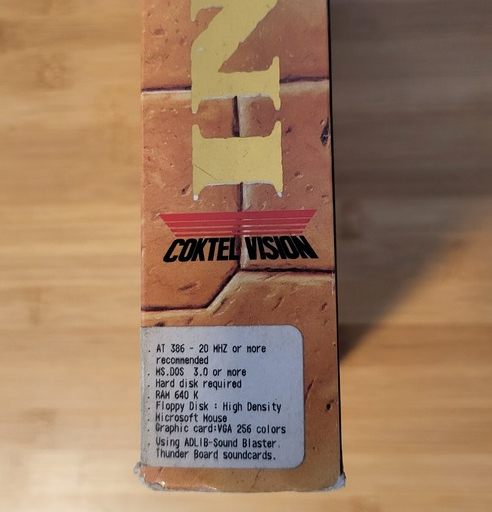 NI
COKTEL VISION
. AT 386 - 20 MHZ or more
recommended
. MS.DOS 3.0 or more
. Hard disk required
. RAM 640 K
. Floppy Disk : High Density
. Microsoft Mouse
. Graphic card:VGA 256 colors
. Using ADLIB-Sound Blaster.
Thunder Board soundcards.